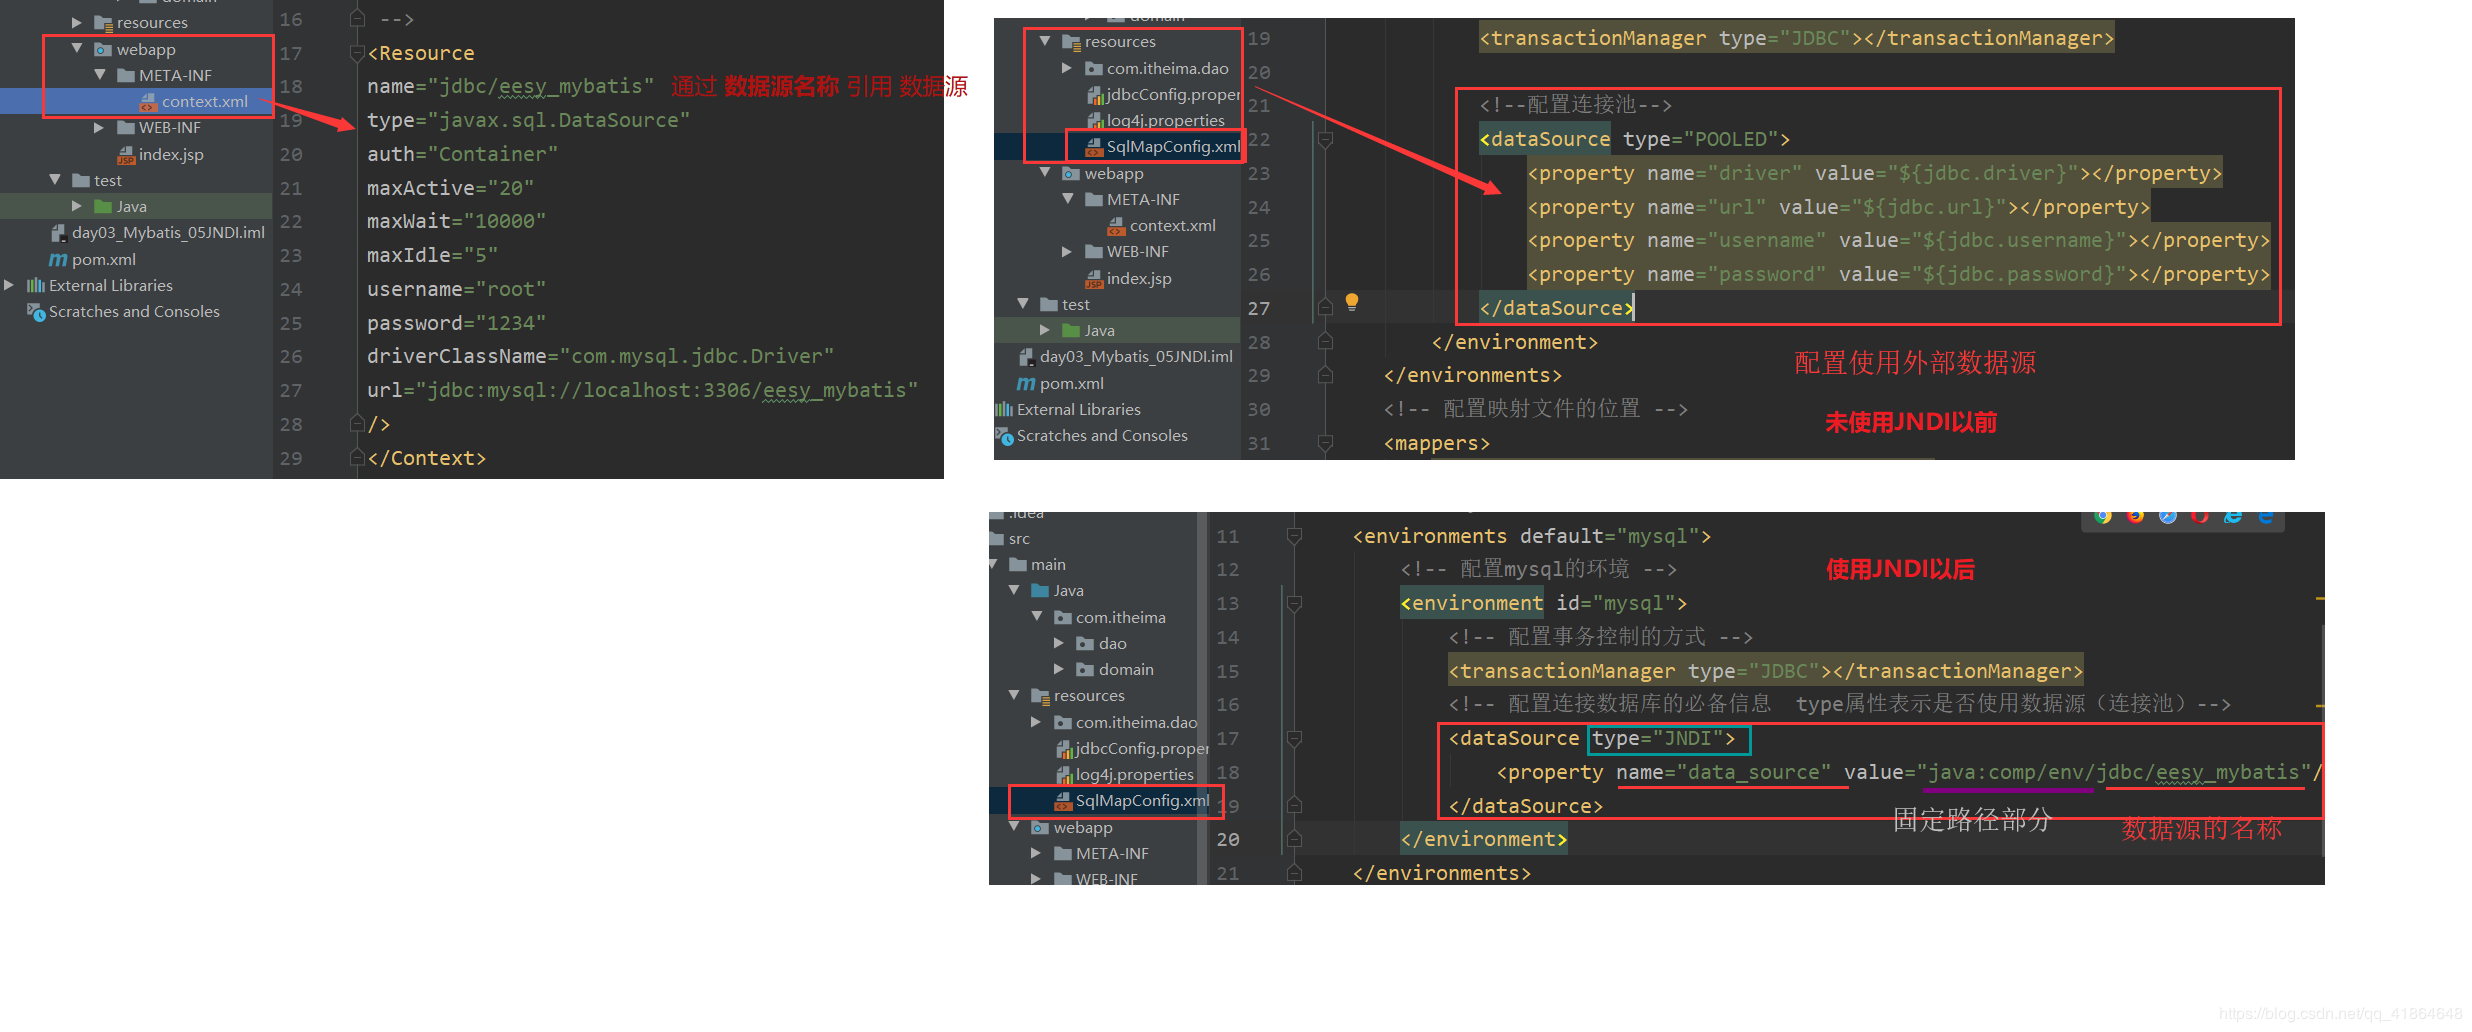 domain
resources
webapp
META-INF
context.xml
WEB-INF
index.jsp
test
Java
day03_Mybatis_05JNDI.iml
pom.xml
External Libraries
Scratches and Consoles
16 -->
17 <Resource
18 name="jdbc/eesy_mybatis" 通过 数据源名称 引用 数据源
19 type="javax.sql.DataSource"
20 auth="Container"
21 maxActive="20"
22 maxWait="10000"
23 maxIdle="5"
24 username="root"
25 password="1234"
26 driverClassName="com.mysql.jdbc.Driver"
27 url="jdbc:mysql://localhost:3306/eesy_mybatis"
28 />
29 </Context>
domain
resources
com.itheima.dao
jdbcConfig.proper
log4j.properties
SqlMapConfig.xml
webapp
META-INF
context.xml
WEB-INF
index.jsp
test
Java
day03_Mybatis_05JNDI.iml
pom.xml
External Libraries
Scratches and Consoles
19 <transactionManager type="JDBC"></transactionManager>
20
21 <!--配置连接池-->
22 <dataSource type="POOLED">
23 <property name="driver" value="${jdbc.driver}"></property>
24 <property name="url" value="${jdbc.url}"></property>
25 <property name="username" value="${jdbc.username}"></property>
26 <property name="password" value="${jdbc.password}"></property>
27 </dataSource>
28 </environment>
配置使用外部数据源
29 </environments>
30 <!-- 配置映射文件的位置 -->
未使用JNDI以前
31 <mappers>
.idea
src
main
Java
com.itheima
dao
domain
resources
com.itheima.dao
jdbcConfig.proper
log4j.properties
SqlMapConfig.xml
webapp
META-INF
WEB-INF
11 <environments default="mysql">
12 <!-- 配置mysql的环境 -->
使用JNDI以后
13 <environment id="mysql">
14 <!-- 配置事务控制的方式 -->
15 <transactionManager type="JDBC"></transactionManager>
16 <!-- 配置连接数据库的必备信息 type属性表示是否使用数据源（连接池）-->
17 <dataSource type="JNDI">
18 <property name="data_source" value="java:comp/env/jdbc/eesy_mybatis"/
19 </dataSource>
固定路径部分
数据源的名称
20 </environment>
21 </environments>
https://blog.csdn.net/qq_41864648